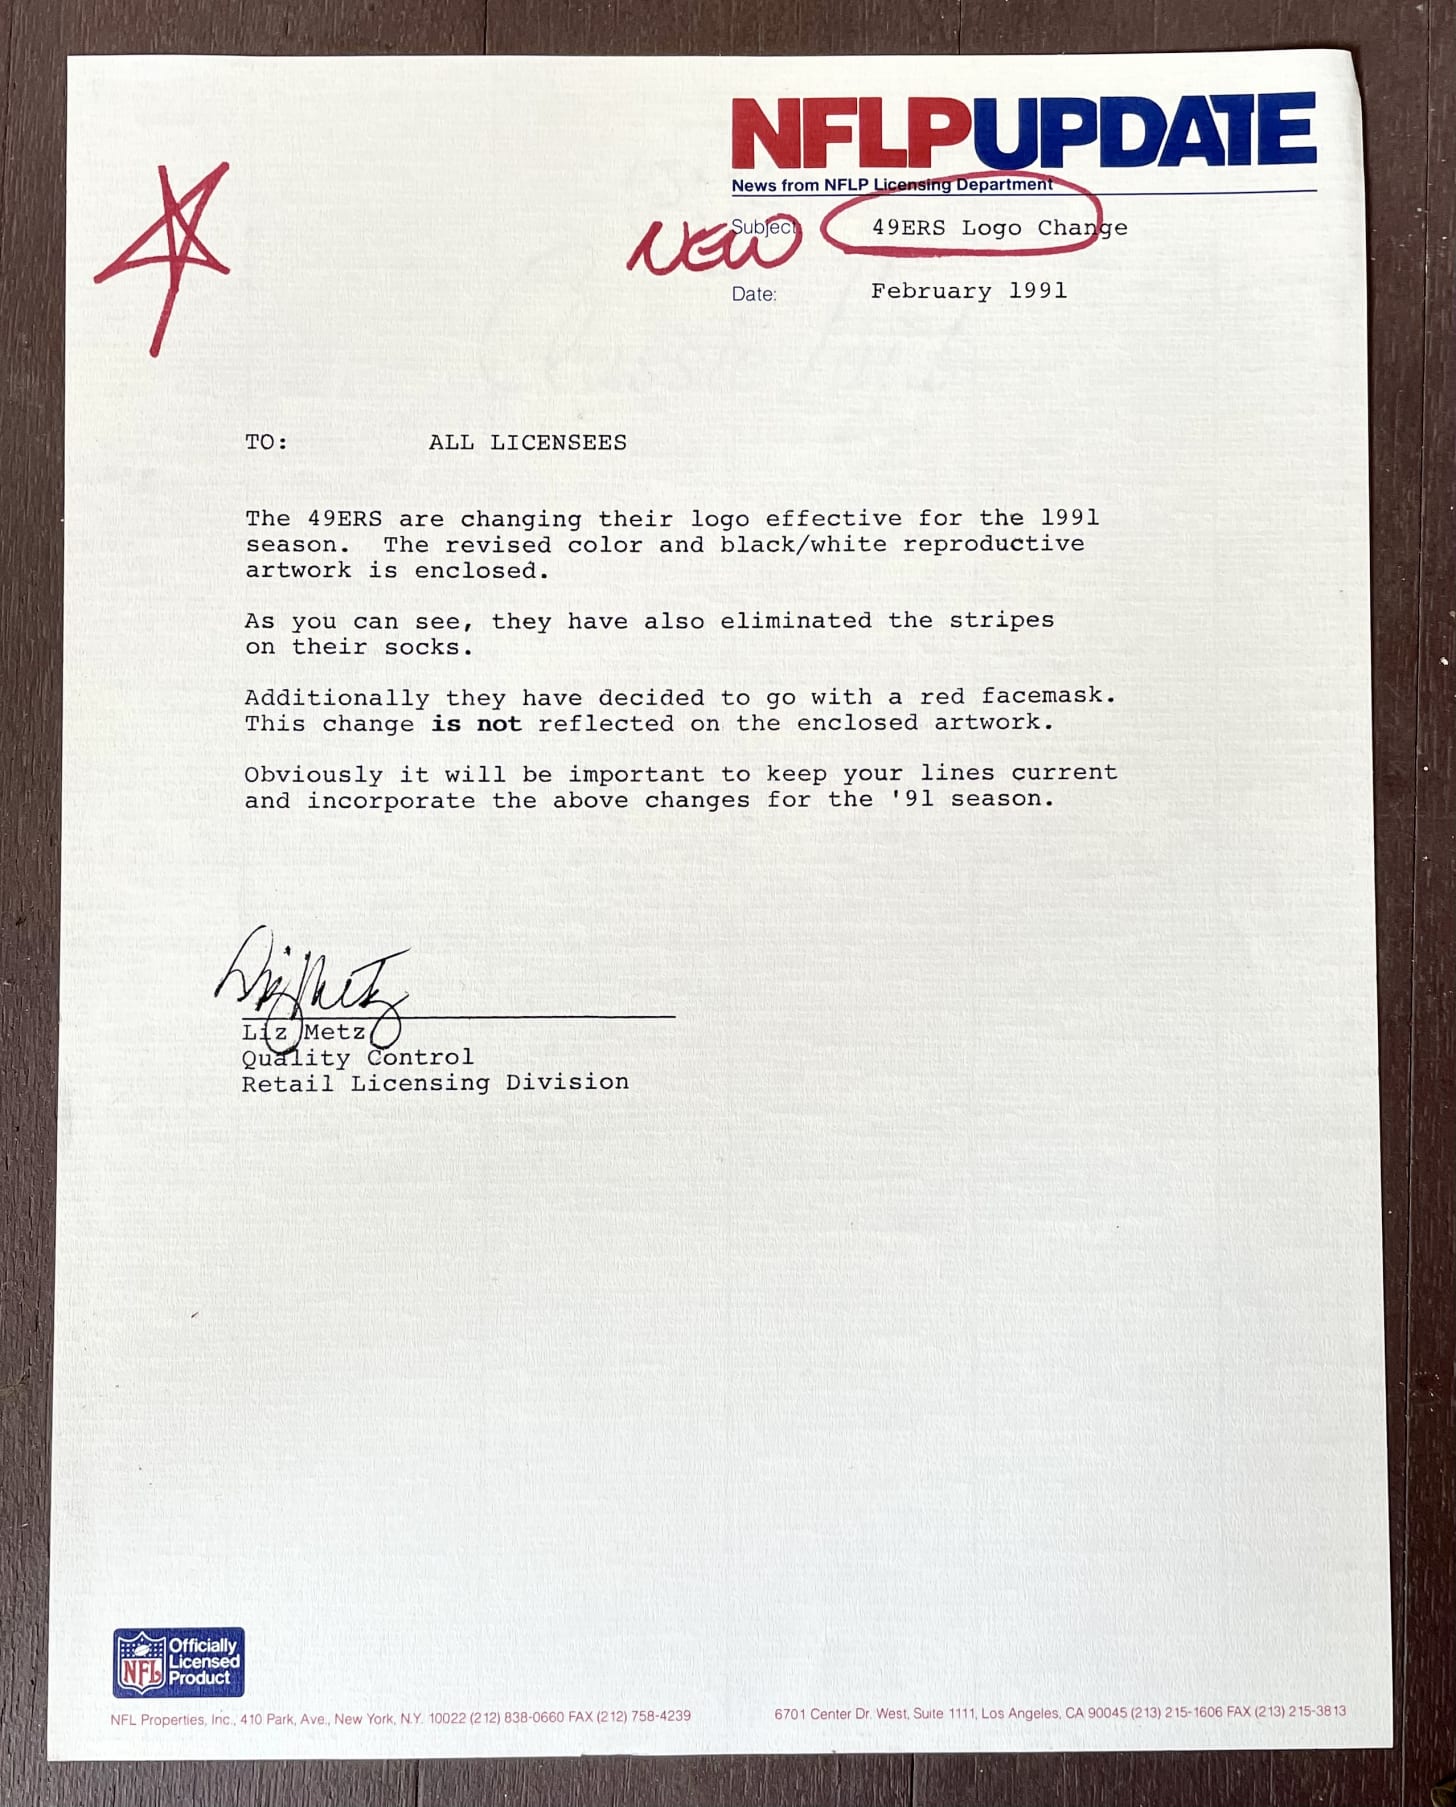 NFLPUPDATE
News from NFLP Licensing Department
NEW
Subject: 49ERS Logo Change
Date: February 1991
TO: ALL LICENSEES
The 49ERS are changing their logo effective for the 1991
season. The revised color and black/white reproductive
artwork is enclosed.
As you can see, they have also eliminated the stripes
on their socks.
Additionally they have decided to go with a red facemask.
This change is not reflected on the enclosed artwork.
Obviously it will be important to keep your lines current
and incorporate the above changes for the '91 season.
Liz Metz
Liz Metz
Quality Control
Retail Licensing Division
NFL
Officially
Licensed
Product
NFL Properties, Inc., 410 Park, Ave., New York, N.Y. 10022 (212) 838-0660 FAX (212) 758-4239
6701 Center Dr. West, Suite 1111, Los Angeles, CA 90045 (213) 215-1606 FAX (213) 215-3813